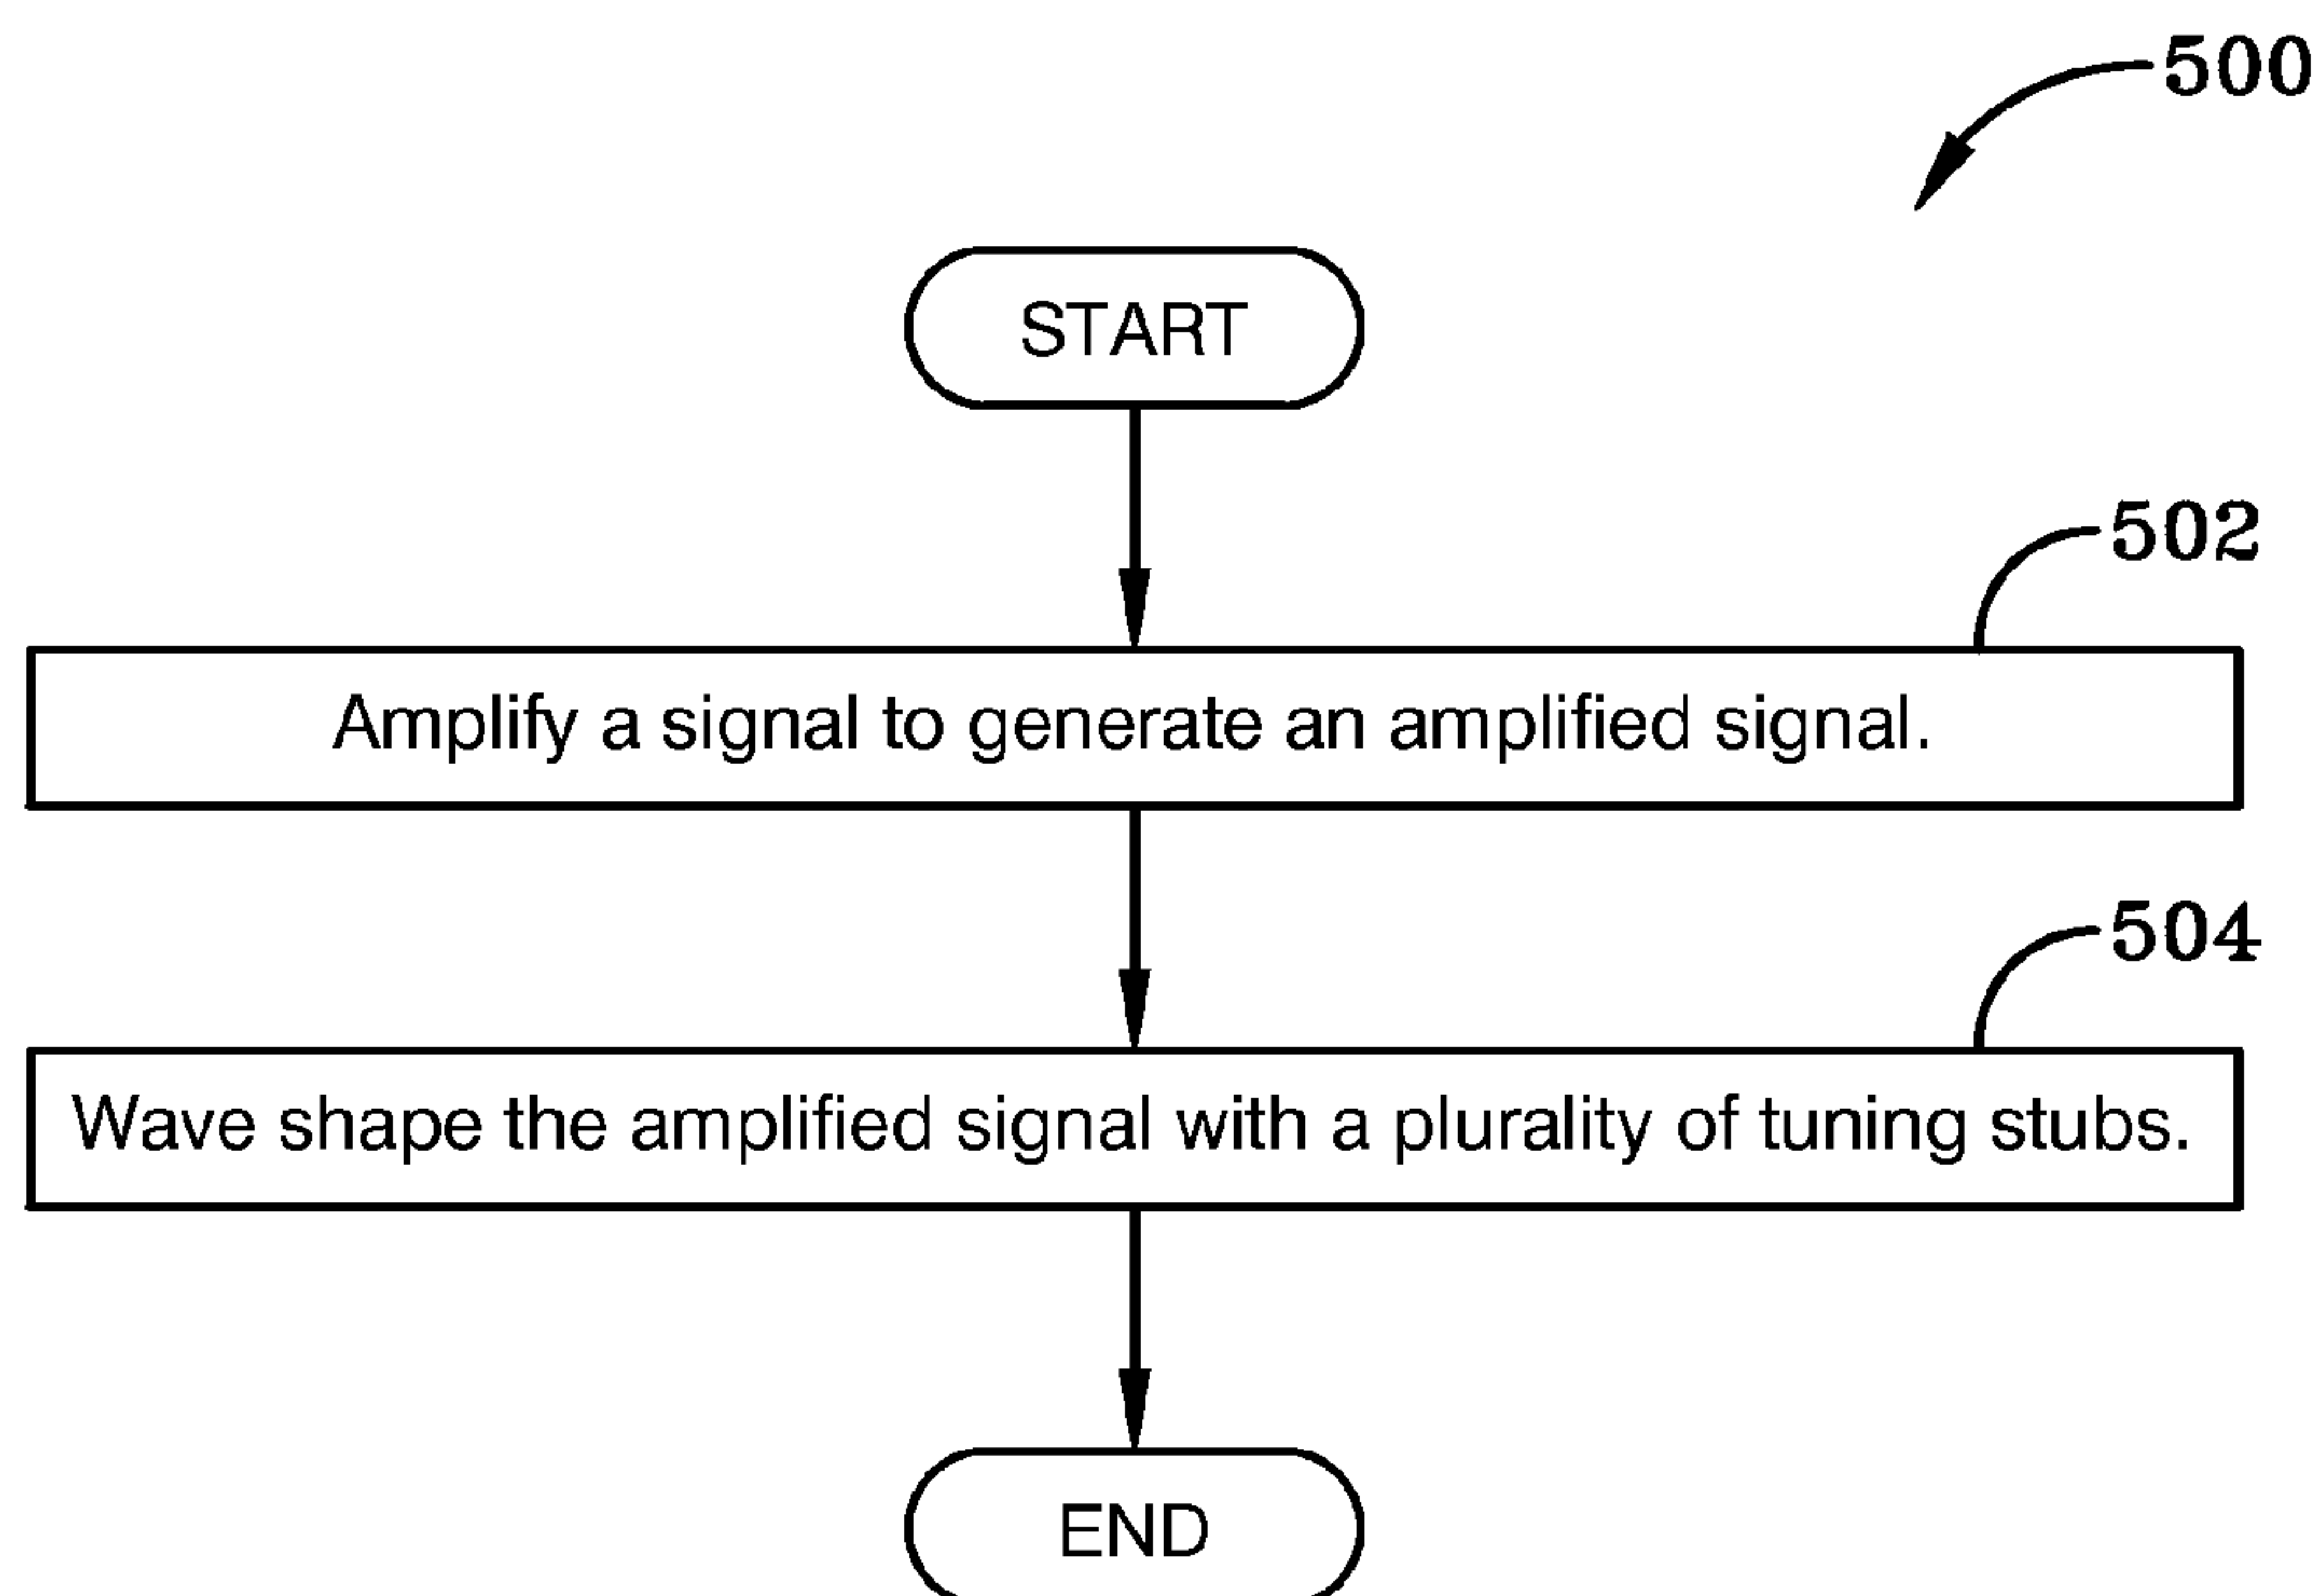 500
START
502
Amplify a signal to generate an amplified signal.
504
Wave shape the amplified signal with a plurality of tuning stubs.
END